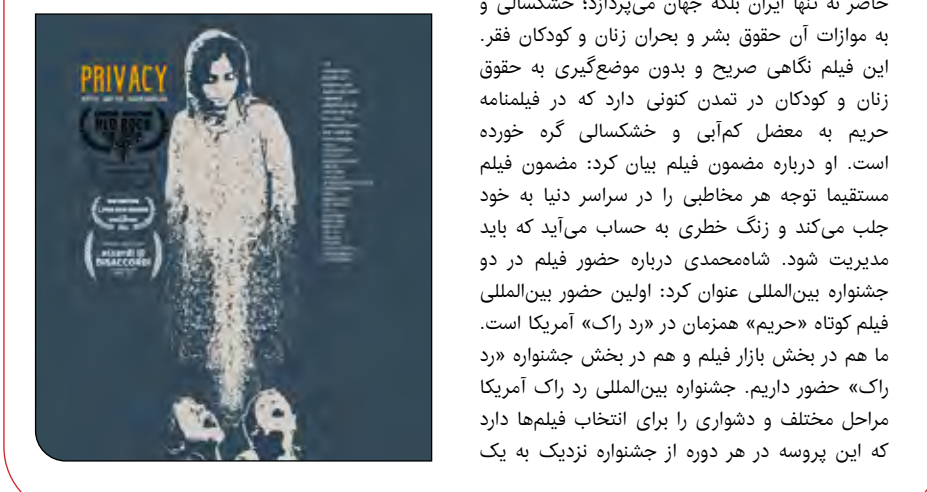 حاضر نه تنها ایران بلکه جهان می‌پردازد؛ خشکسالی و
به موازات آن حقوق بشر و بحران زنان و کودکان فقر.
این فیلم نگاهی صریح و بدون موضع‌گیری به حقوق
زنان و کودکان در تمدن کنونی دارد که در فیلمنامه
حریم به معضل کم‌آبی و خشکسالی گره خورده
است. او درباره مضمون فیلم بیان کرد: مضمون فیلم
مستقیما توجه هر مخاطبی را در سراسر دنیا به خود
جلب می‌کند و زنگ خطری به حساب می‌آید که باید
مدیریت شود. شاه‌محمدی درباره حضور فیلم در دو
جشنواره بین‌المللی عنوان کرد: اولین حضور بین‌المللی
فیلم کوتاه «حریم» همزمان در «رد راک» آمریکا است.
ما هم در بخش بازار فیلم و هم در بخش جشنواره «رد
راک» حضور داریم. جشنواره بین‌المللی رد راک آمریکا
مراحل مختلف و دشواری را برای انتخاب فیلم‌ها دارد
که این پروسه در هر دوره از جشنواره نزدیک به یک
PRIVACY
RED ROCK
accordi @
DISACCORDI